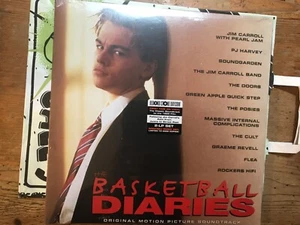 JIM CARROLL
WITH PEARL JAM
PJ HARVEY
SOUNDGARDEN
THE JIM CARROLL BAND
THE DOORS
GREEN APPLE QUICK STEP
THE POSIES
MASSIVE INTERNAL
COMPLICATIONS
THE CULT
GRAEME REVELL
FLEA
ROCKERS HIFI
THE
BASKETBALL
DIARIES
ORIGINAL MOTION PICTURE SOUNDTRACK